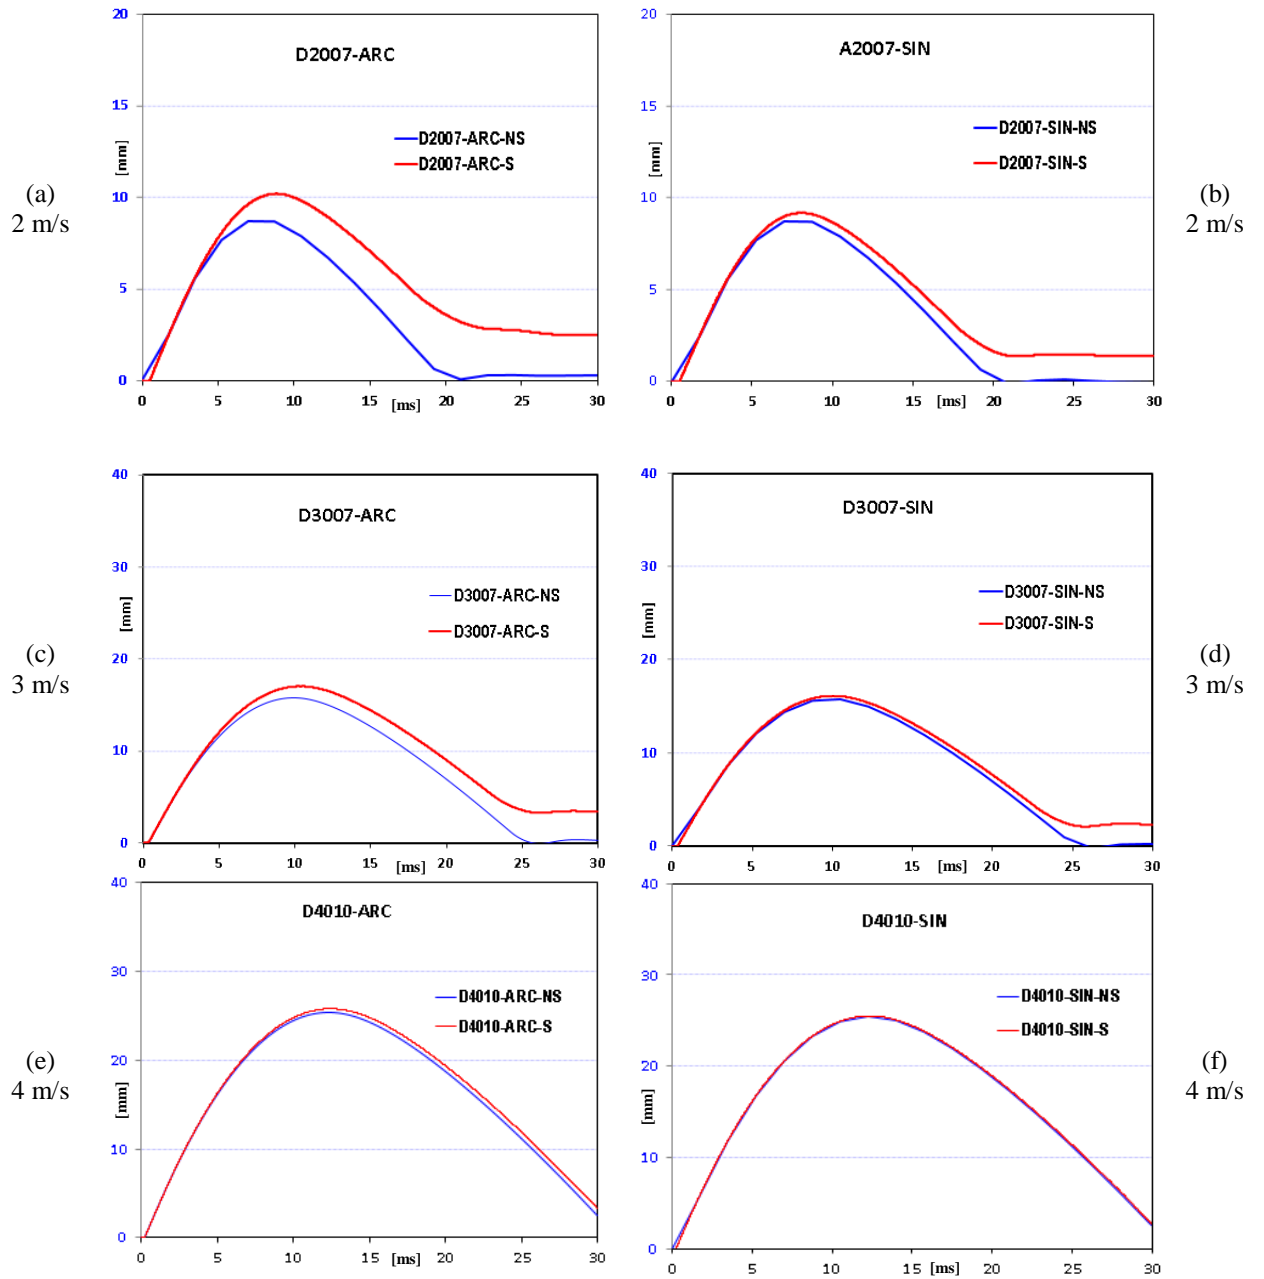 D2007-ARC
20
15
10
5
0
[mm]
D2007-ARC-NS
D2007-ARC-S
0 5 10 15 20 25 30
[ms]
(a)
2 m/s
A2007-SIN
20
15
10
5
0
[mm]
D2007-SIN-NS
D2007-SIN-S
0 5 10 15 [ms] 20 25 30
(b)
2 m/s
D3007-ARC
40
30
20
10
0
[mm]
D3007-ARC-NS
D3007-ARC-S
0 5 10 15 [ms] 20 25 30
(c)
3 m/s
D3007-SIN
40
30
20
10
0
[mm]
D3007-SIN-NS
D3007-SIN-S
0 5 10 15 [ms] 20 25 30
(d)
3 m/s
D4010-ARC
40
30
20
10
0
[mm]
D4010-ARC-NS
D4010-ARC-S
0 5 10 15 [ms] 20 25 30
(e)
4 m/s
D4010-SIN
40
30
20
10
0
[mm]
D4010-SIN-NS
D4010-SIN-S
0 5 10 15 [ms] 20 25 30
(f)
4 m/s